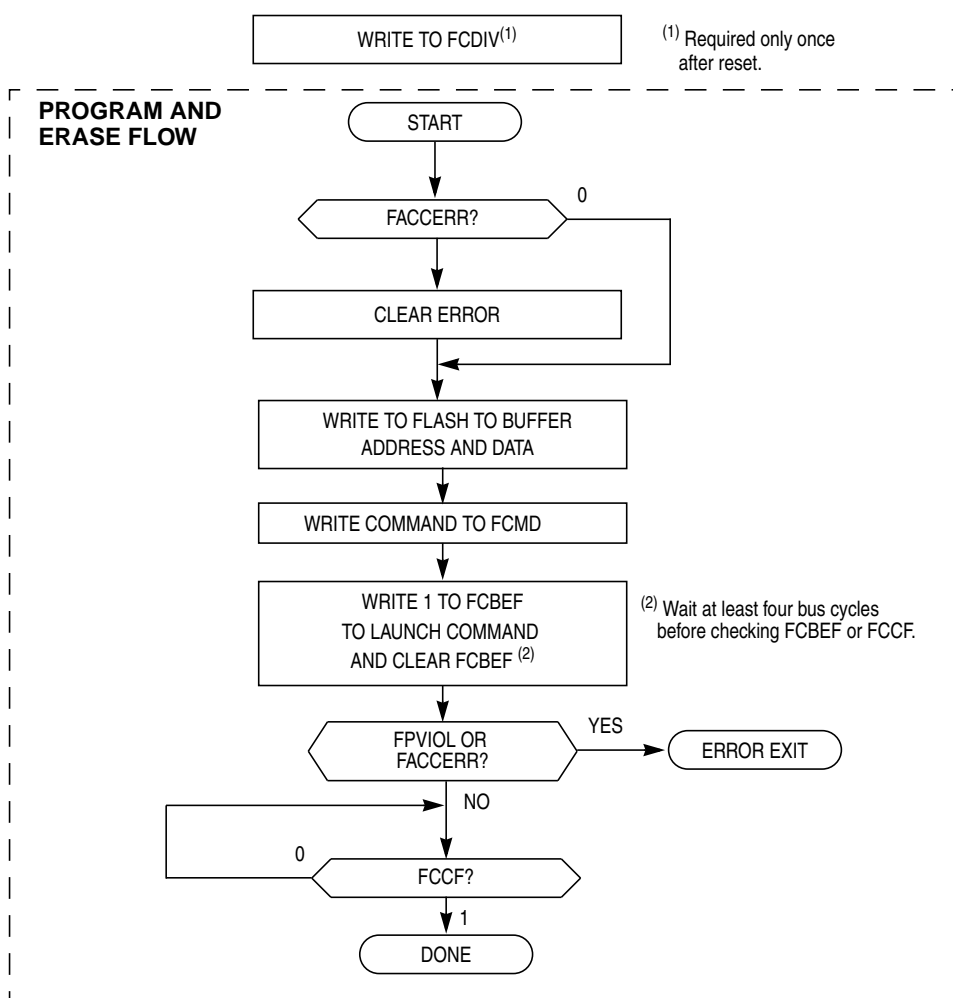 WRITE TO FCDIV(1)
(1) Required only once
after reset.
PROGRAM AND
ERASE FLOW
START
0
FACCERR?
CLEAR ERROR
WRITE TO FLASH TO BUFFER
ADDRESS AND DATA
WRITE COMMAND TO FCMD
WRITE 1 TO FCBEF
TO LAUNCH COMMAND
AND CLEAR FCBEF (2)
(2) Wait at least four bus cycles
before checking FCBEF or FCCF.
FPVIOL OR
FACCERR?
YES
ERROR EXIT
NO
0
FCCF?
1
DONE